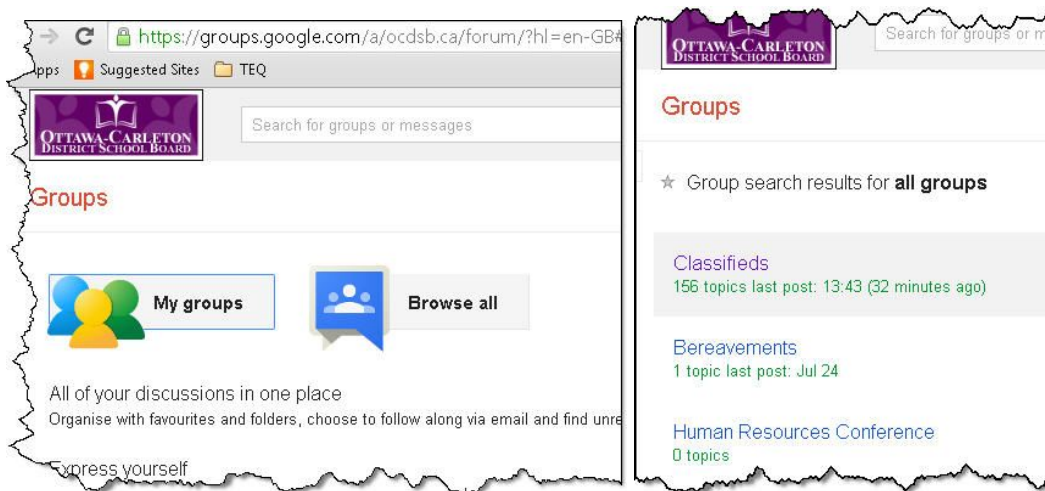 https://groups.google.com/a/ocdsb.ca/forum/?hl=en-GB#
Suggested Sites TEQ
OTTAWA-CARLETON
DISTRICT SCHOOL BOARD
Search for groups or messages
Groups
My groups
Browse all
All of your discussions in one place
Organise with favourites and folders, choose to follow along via email and find unre
Express yourself
OTTAWA-CARLETON
DISTRICT SCHOOL BOARD
Search for groups or m
Groups
Group search results for all groups
Classifieds
156 topics last post: 13:43 (32 minutes ago)
Bereavements
1 topic last post: Jul 24
Human Resources Conference
0 topics